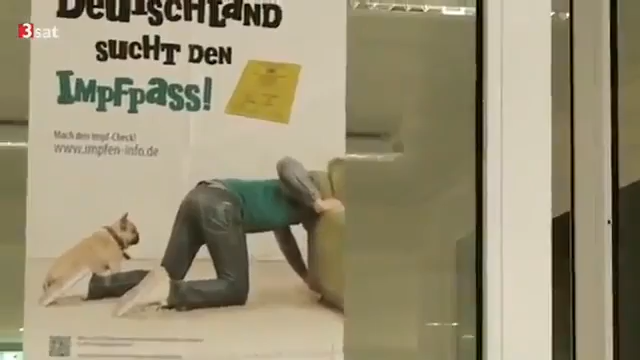 3sat
Deutschland
sucht den
Impfpass!
Mach den Impf-Check!
www.impfen-info.de